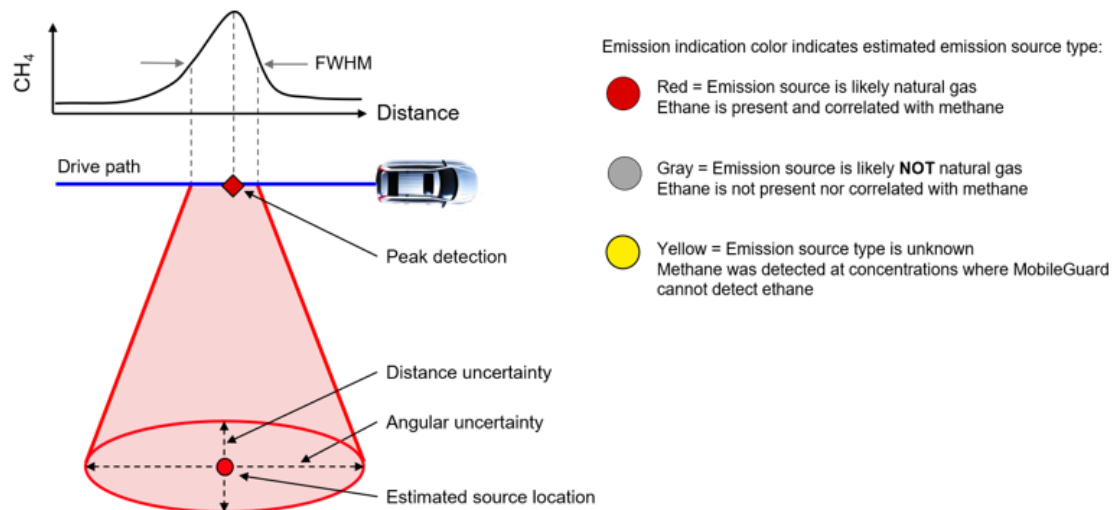 CH4
FWHM
Distance
Drive path
Peak detection
Distance uncertainty
Angular uncertainty
Estimated source location
Emission indication color indicates estimated emission source type:
Red = Emission source is likely natural gas
Ethane is present and correlated with methane
Gray = Emission source is likely NOT natural gas
Ethane is not present nor correlated with methane
Yellow = Emission source type is unknown
Methane was detected at concentrations where MobileGuard
cannot detect ethane